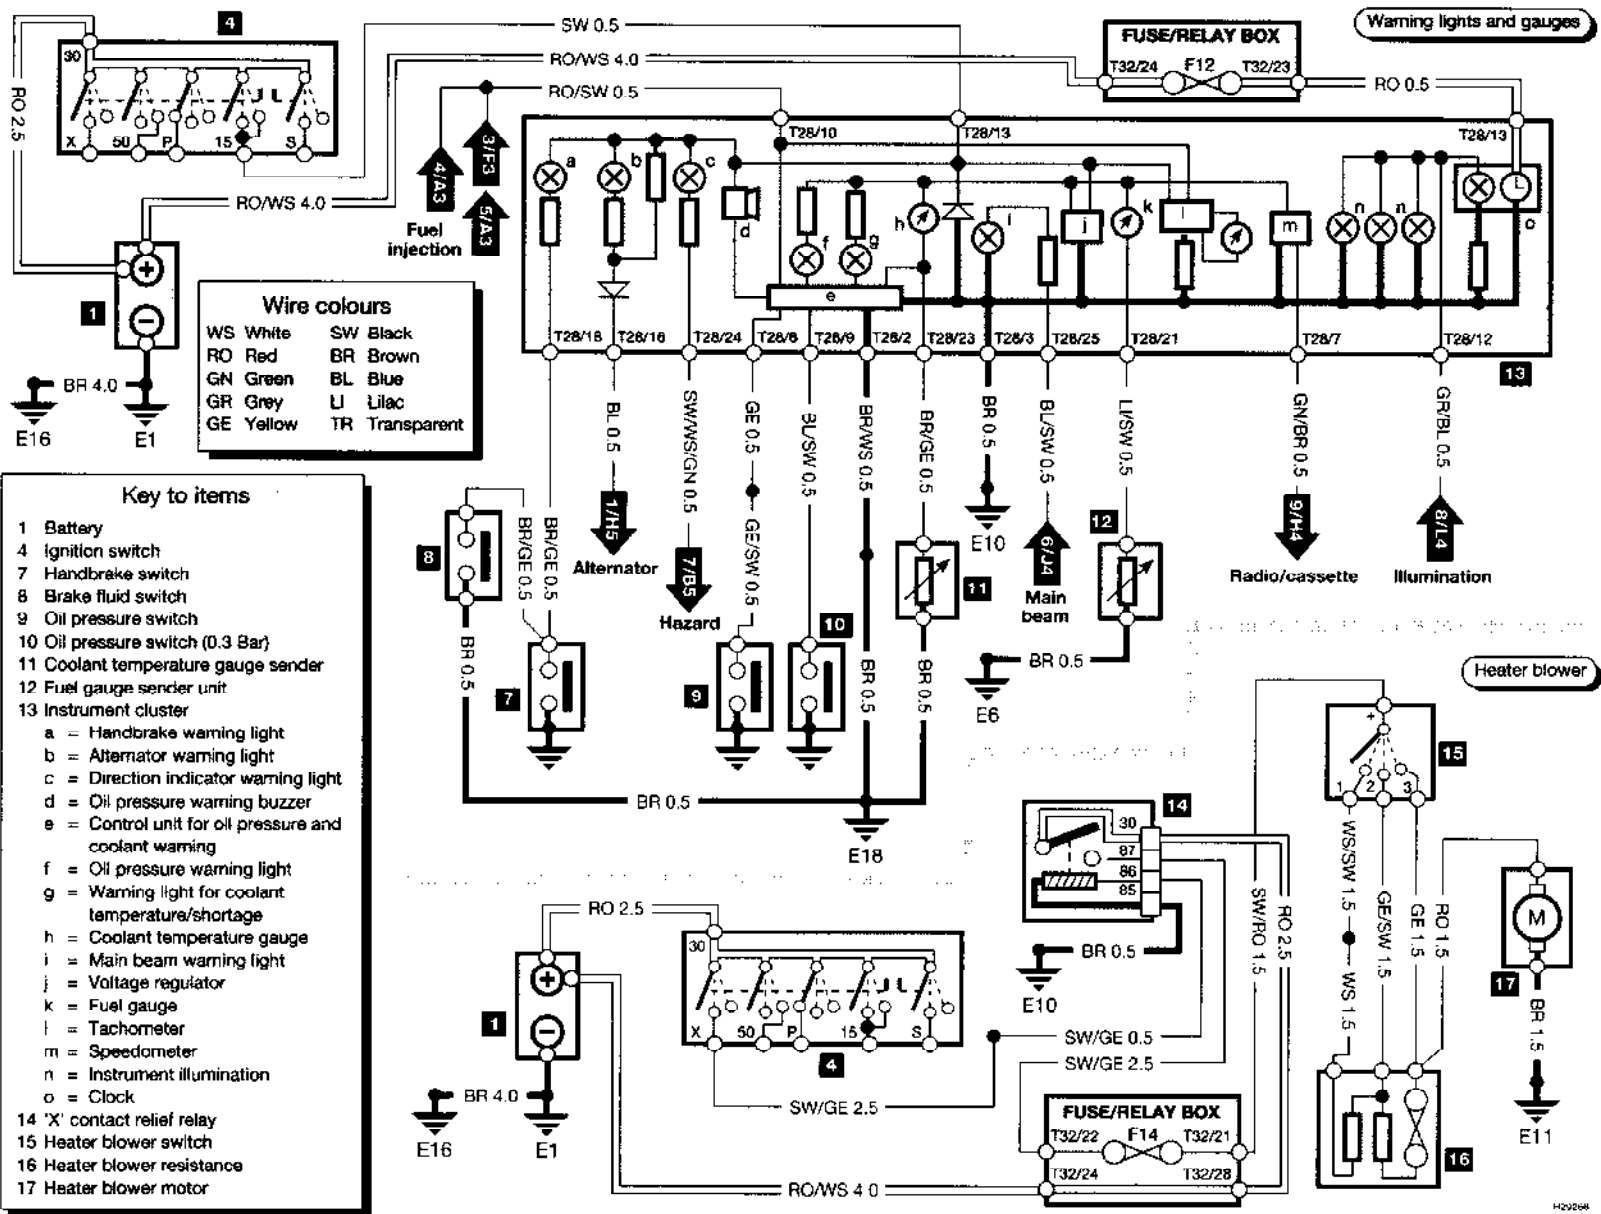 Warning lights and gauges
4
RO
SW 0.5
RO/WS 4.0
RO/SW 0.5
FUSE/RELAY BOX
T32/24
F12
T32/23
RO 0.5
30
X
50
P
15
S
RO 2.5
RO/WS 4.0
4/A3
3/F3
5/A3
Fuel
injection
T28/10
T28/13
T28/13
a
b
c
d
e
f
g
h
i
j
k
l
m
n
n
o
T28/18
T28/16
T28/24
T28/8
T28/9
T28/2
T28/23
T28/3
T28/25
T28/21
T28/7
T28/12
13
1
BR 4.0
E16
E1
Wire colours
WS White SW Black
RO Red BR Brown
GN Green BL Blue
GR Grey LI Lilac
GE Yellow TR Transparent
BL 0.5
SW/WS/GN 0.5
GE 0.5
BL/SW 0.5
BR/WS 0.5
BR/GE 0.5
BR 0.5
BL/SW 0.5
LI/SW 0.5
GN/BR 0.5
GR/BL 0.5
BR/GE 0.5
BR/GE 0.5
GE/SW 0.5
1/H5
Alternator
7/B5
Hazard
E10
6/J4
Main
beam
9/H4
Radio/cassette
8/L4
Illumination
8
7
9
10
11
12
BR 0.5
BR 0.5
BR 0.5
BR 0.5
E6
BR 0.5
E18
Key to items
1 Battery
4 Ignition switch
7 Handbrake switch
8 Brake fluid switch
9 Oil pressure switch
10 Oil pressure switch (0.3 Bar)
11 Coolant temperature gauge sender
12 Fuel gauge sender unit
13 Instrument cluster
a = Handbrake warning light
b = Alternator warning light
c = Direction indicator warning light
d = Oil pressure warning buzzer
e = Control unit for oil pressure and
coolant warning
f = Oil pressure warning light
g = Warning light for coolant
temperature/shortage
h = Coolant temperature gauge
i = Main beam warning light
j = Voltage regulator
k = Fuel gauge
l = Tachometer
m = Speedometer
n = Instrument illumination
o = Clock
14 'X' contact relief relay
15 Heater blower switch
16 Heater blower resistance
17 Heater blower motor
Heater blower
15
+
1
2
3
14
30
87
86
85
BR 0.5
E10
SW/RO 1.5
RO 2.5
WS/SW 1.5
WS 1.5
GE/SW 1.5
GE 1.5
RO 1.5
M
17
BR 1.5
E11
16
RO 2.5
30
X
50
P
15
S
4
1
BR 4.0
E16
E1
SW/GE 0.5
SW/GE 2.5
SW/GE 2.5
FUSE/RELAY BOX
T32/22
F14
T32/21
T32/24
T32/28
RO/WS 4.0
H29268